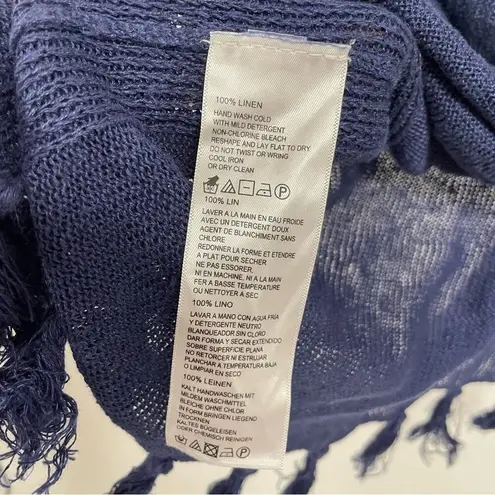 100% LINEN
HAND WASH COLD
WITH MILD DETERGENT
NON-CHLORINE BLEACH
RESHAPE AND LAY FLAT TO DRY
DO NOT TWIST OR WRING
COOL IRON
OR DRY CLEAN
P
100% LIN
LAVER A LA MAIN EN EAU FROIDE
AVEC UN DETERGENT DOUX
AGENT DE BLANCHIMENT SANS
CHLORE
REDONNER LA FORME ET ETENDRE
A PLAT POUR SECHER
NE PAS ESSORER,
NI EN MACHINE, NI A LA MAIN
FER A BASSE TEMPERATURE
OU NETTOYER A SEC
100% LINO
LAVAR A MANO CON AGUA FRÍA
Y DETERGENTE NEUTRO
BLANQUEADOR SIN CLORO
DAR FORMA Y SECAR EXTENDIDO
SOBRE SUPERFICIE PLANA
NO RETORCER NI ESTRUJAR
PLANCHAR A TEMPERATURA BAJA
O LIMPIAR EN SECO
100% LEINEN
KALT HANDWASCHEN MIT
MILDEM WASCHMITTEL
BLEICHE OHNE CHLOR
IN FORM BRINGEN LIEGEND
TROCKNEN
KALTES BÜGELEISEN
ODER CHEMISCH REINIGEN
P